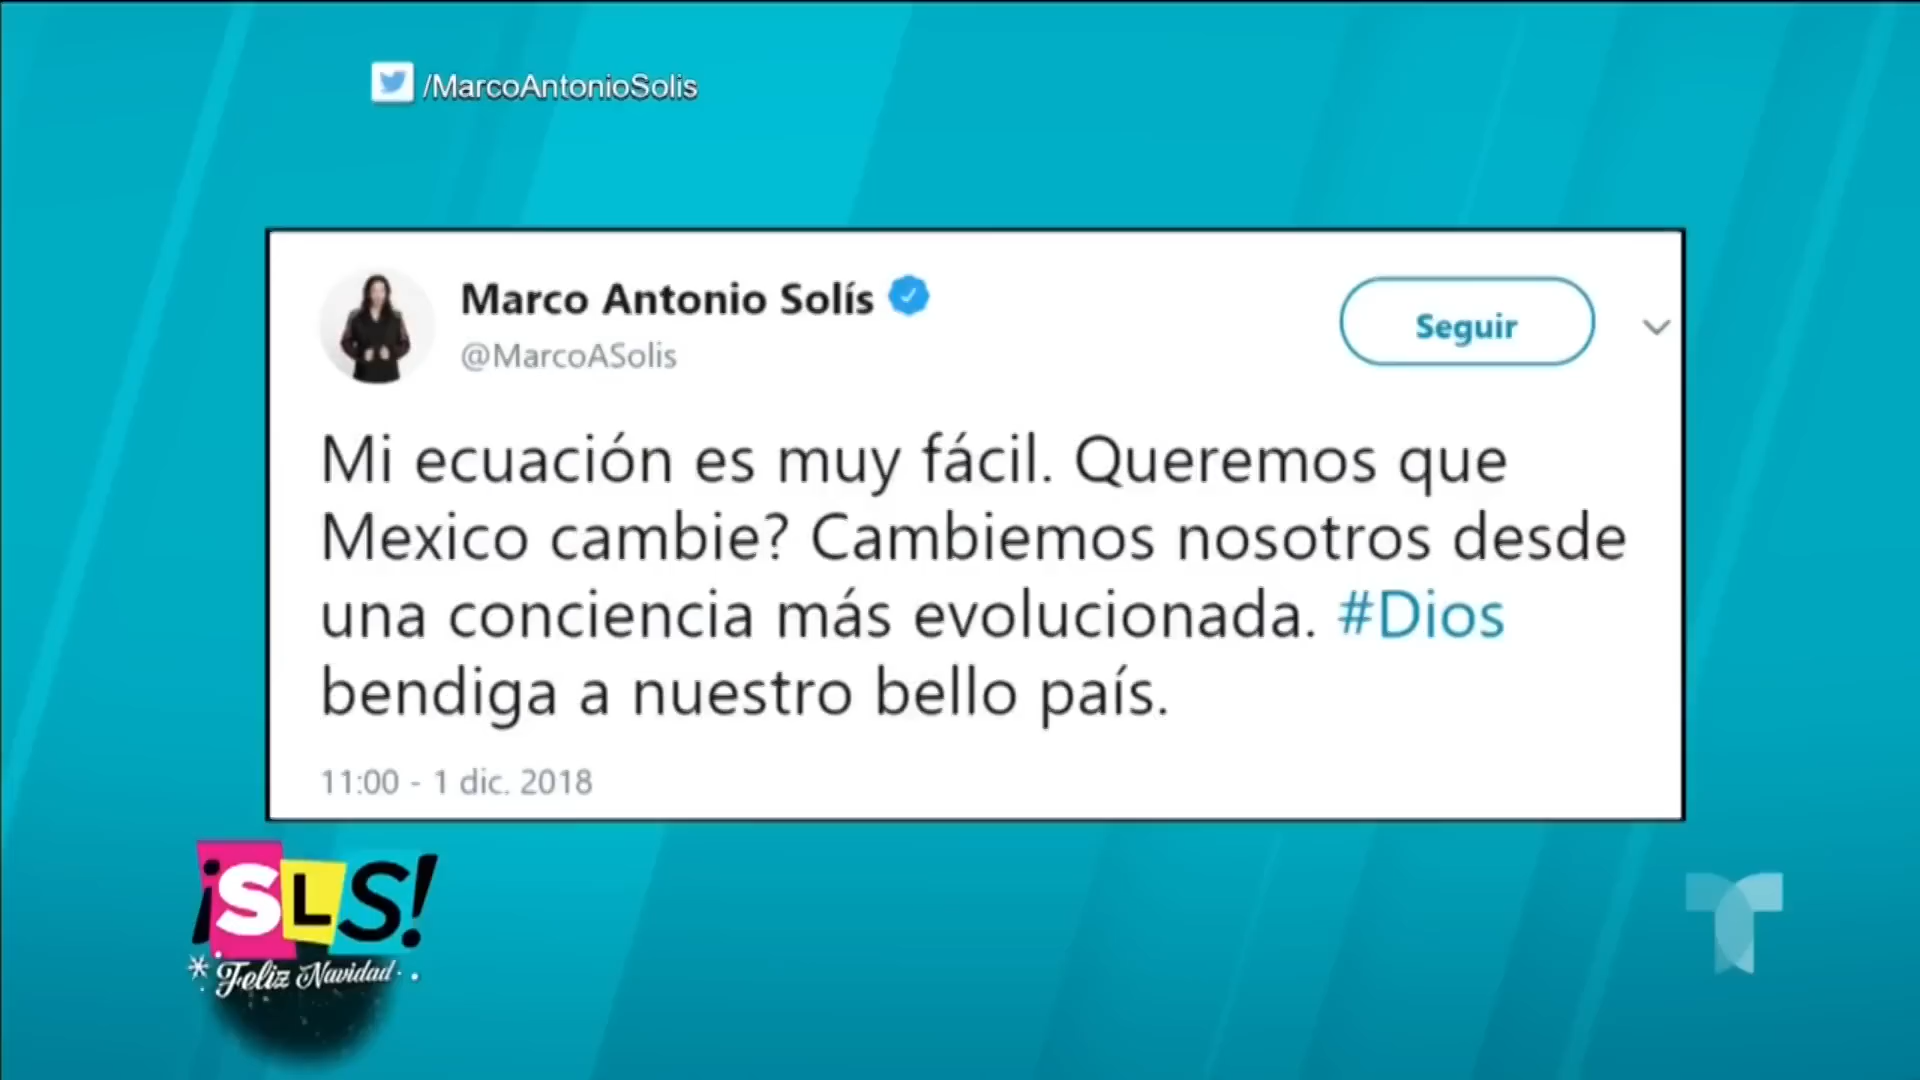 /MarcoAntonioSolis
Marco Antonio Solís
@MarcoASolis
Seguir
Mi ecuación es muy fácil. Queremos que
Mexico cambie? Cambiemos nosotros desde
una conciencia más evolucionada. #Dios
bendiga a nuestro bello país.
11:00 - 1 dic. 2018
¡SLS!
Feliz Navidad